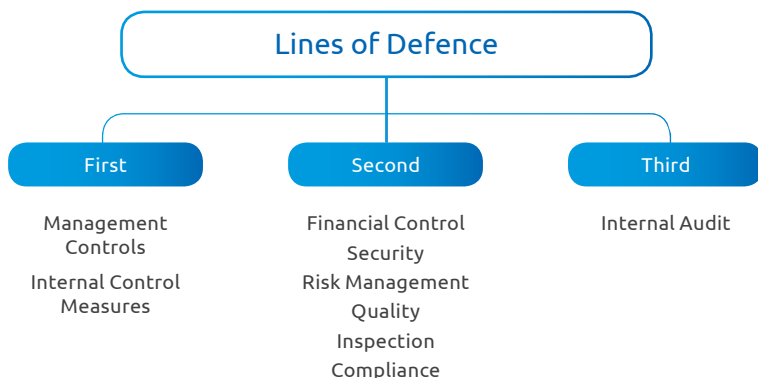 Lines of Defence
First
Second
Third
Management
Controls
Internal Control
Measures
Financial Control
Security
Risk Management
Quality
Inspection
Compliance
Internal Audit